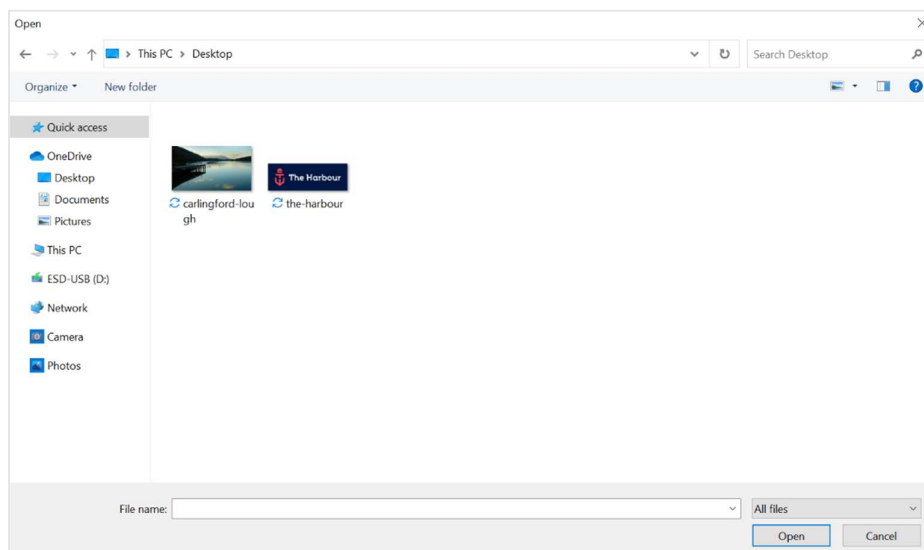 Open
This PC > Desktop
Search Desktop
Organize
New folder
?
Quick access
OneDrive
Desktop
Documents
Pictures
This PC
ESD-USB (D:)
Network
Camera
Photos
The Harbour
carlingford-lou
gh
the-harbour
File name:
All files
Open
Cancel